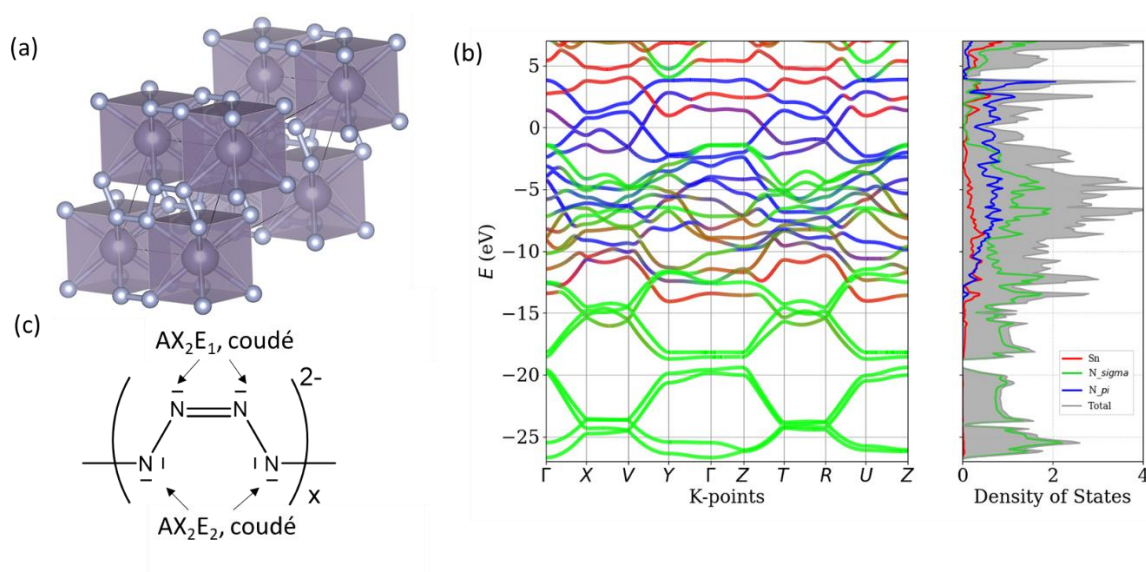 (a)
(b)
5
0
−5
−10
−15
−20
−25
E (eV)
Γ X V Y Γ Z T R U Z
K-points
Sn
N_sigma
N_pi
Total
0 2 4
Density of States
(c)
AX2E1, coudé
2-
N N
N N
x
AX2E2, coudé